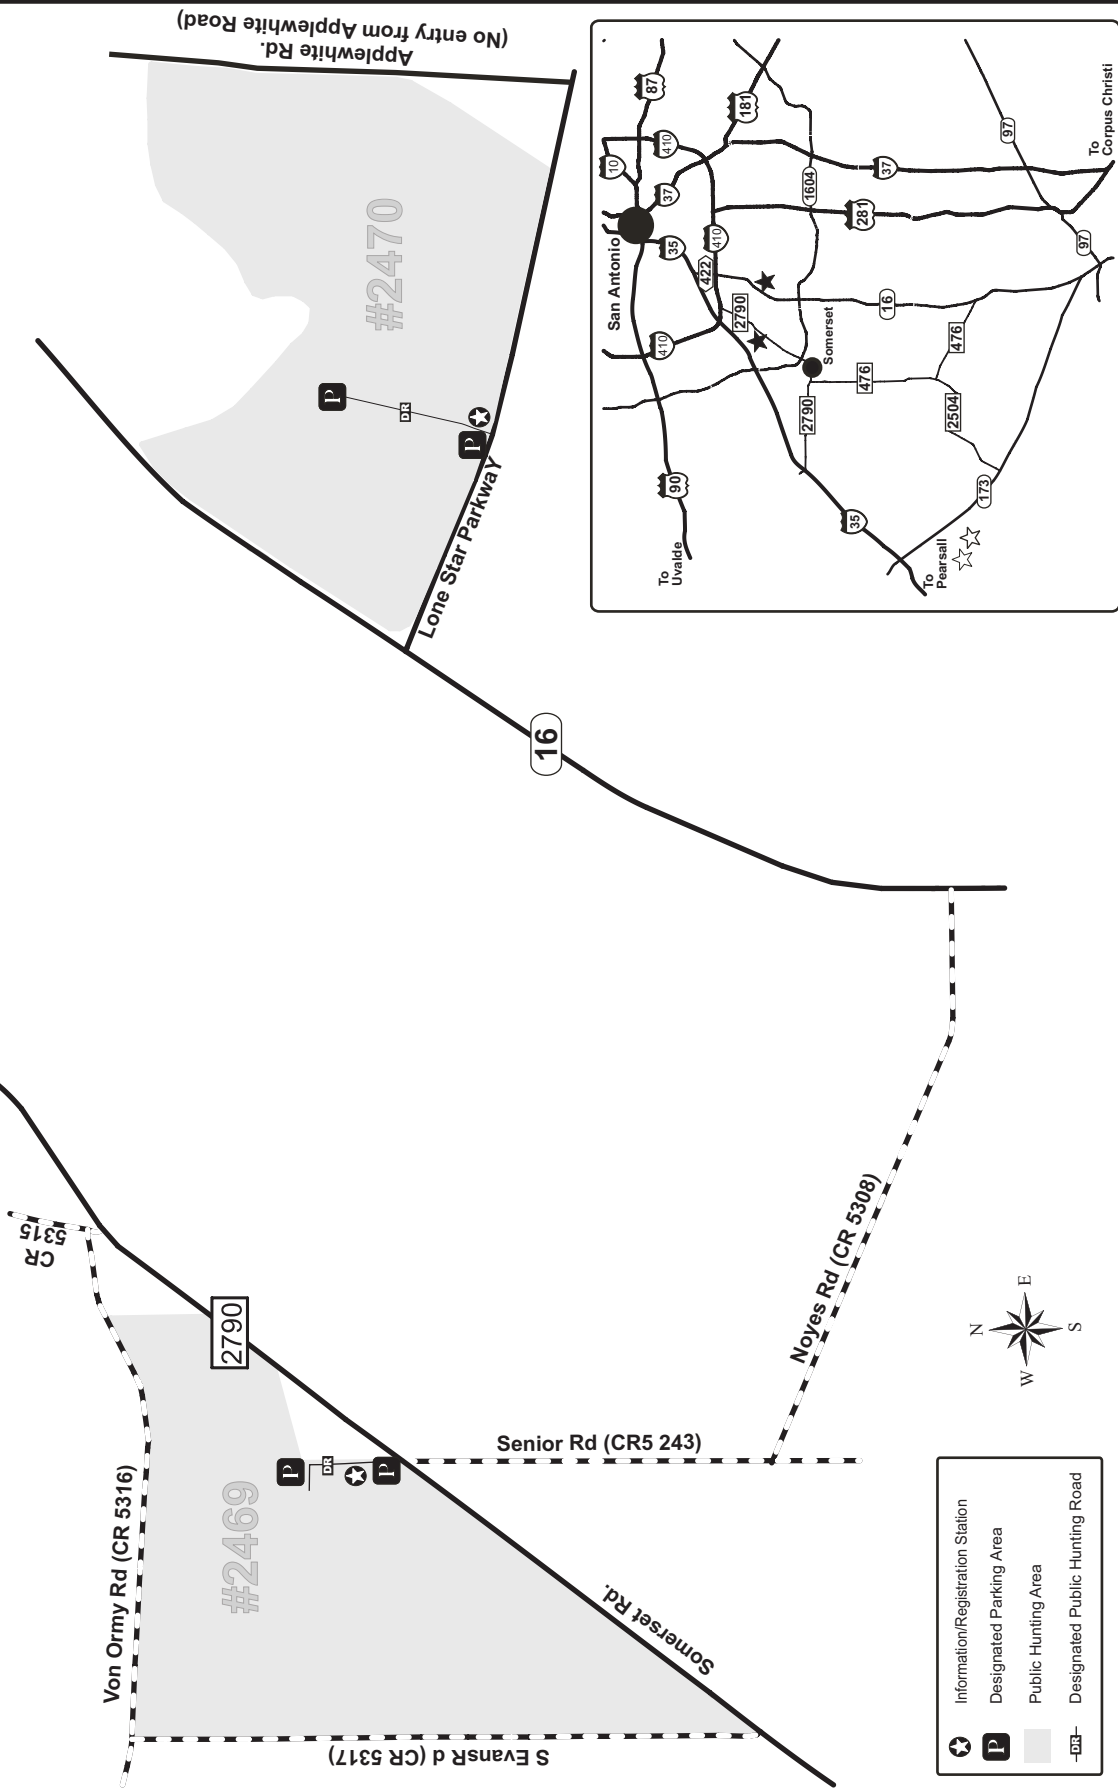 Von Ormy Rd (CR 5316)
#2469
P
DR
P
S EvansR d (CR 5317)
Somerset Rd.
2790
CR
5315
Senior Rd (CR5 243)
Noyes Rd (CR 5308)
16
Lone Star ParkwaY
#2470
P
DR
P
Applewhite Rd.
(No entry from Applewhite Road)
N
W
E
S
Information/Registration Station
P
Designated Parking Area
Public Hunting Area
DR
Designated Public Hunting Road
San Antonio
To
Uvalde
90
410
10
87
410
37
181
35
422
410
2790
1604
Somerset
2790
476
16
281
37
97
476
2504
97
173
35
To
Pearsall
To
Corpus Christi